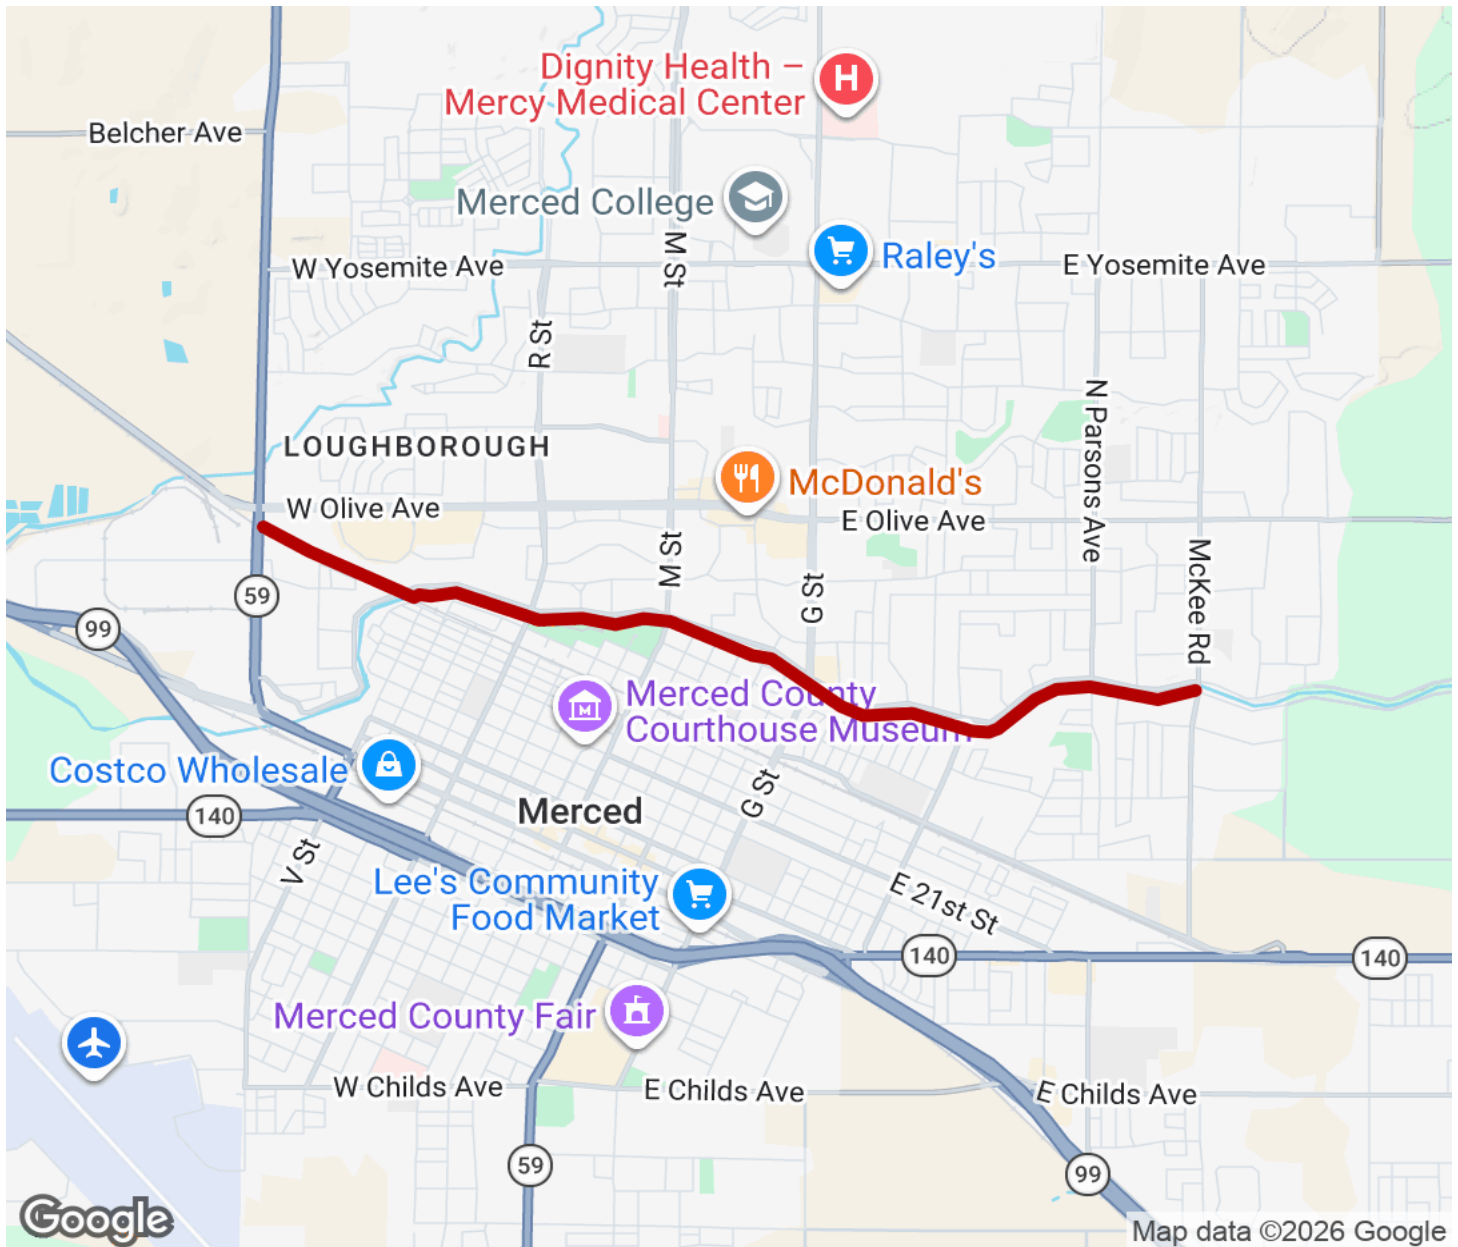 Dignity Health –
Mercy Medical Center
H
Belcher Ave
Merced College
M St
Raley's
W Yosemite Ave
E Yosemite Ave
R St
N Parsons Ave
LOUGHBOROUGH
McDonald's
W Olive Ave
E Olive Ave
M St
G St
McKee Rd
59
99
Merced County
Courthouse Museum
Costco Wholesale
G St
140
Merced
V St
Lee's Community
Food Market
E 21st St
140
140
Merced County Fair
W Childs Ave
E Childs Ave
E Childs Ave
59
99
Google
Map data ©2026 Google